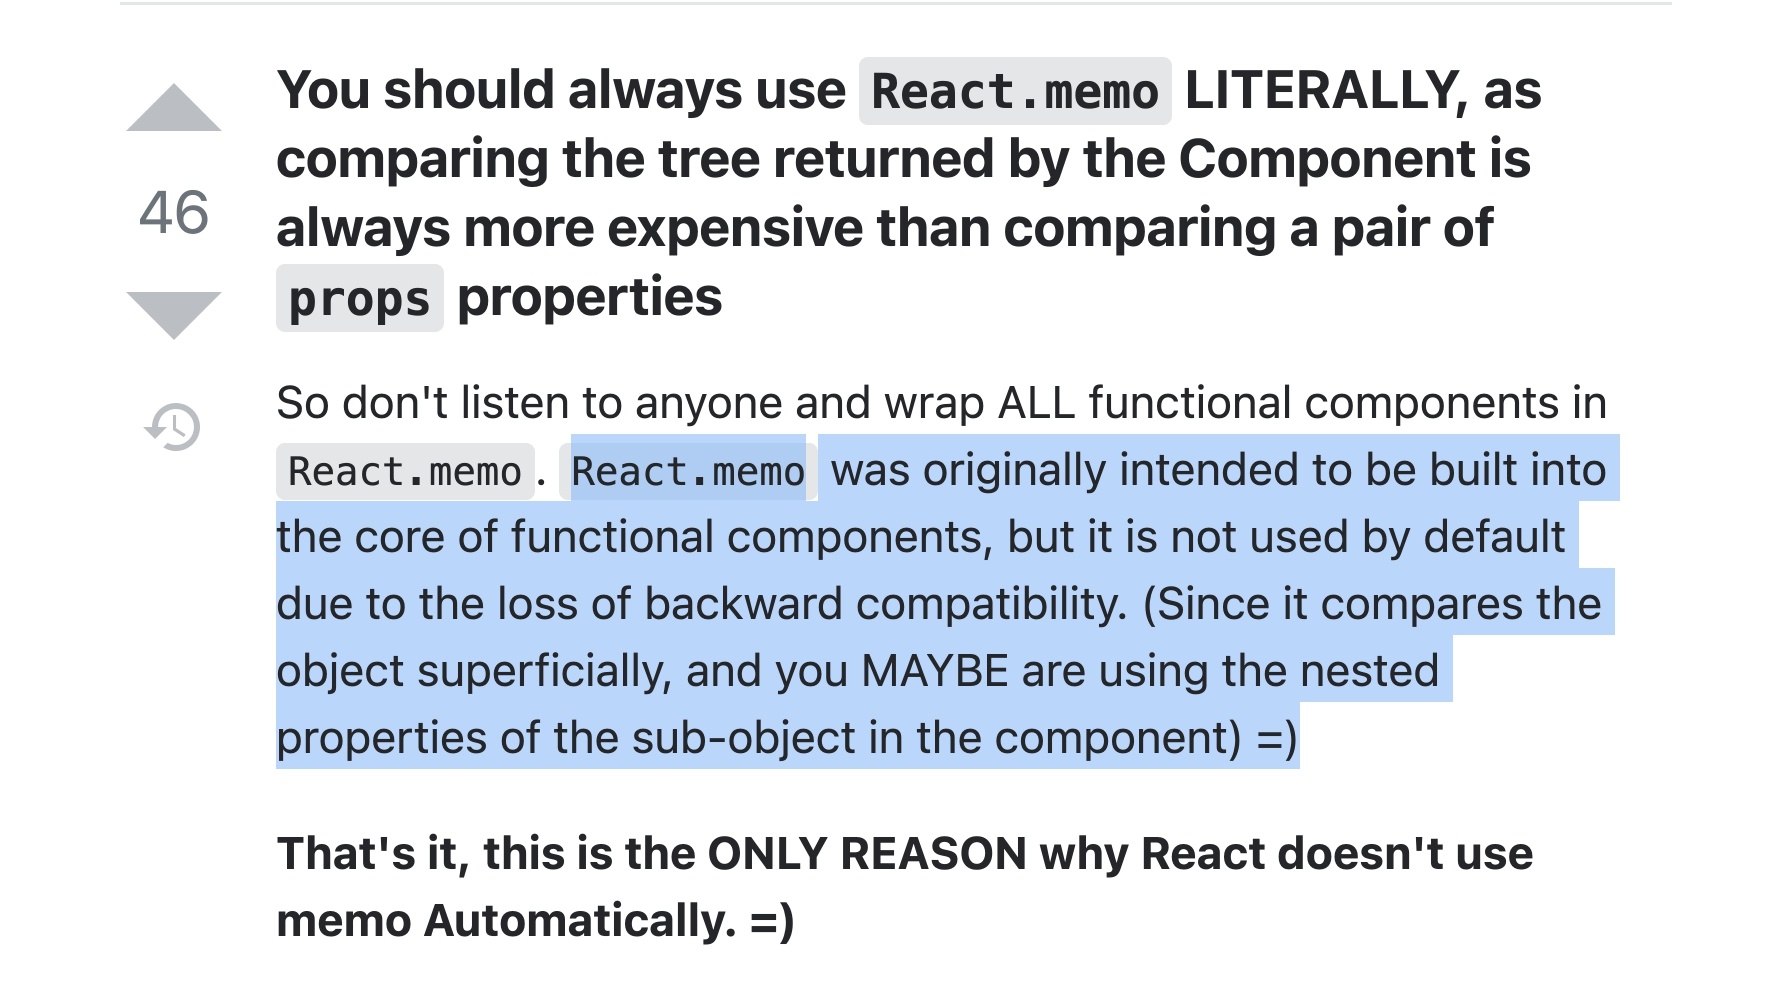 You should always use React.memo LITERALLY, as
comparing the tree returned by the Component is
always more expensive than comparing a pair of
props properties
46
So don't listen to anyone and wrap ALL functional components in
React.memo. React.memo was originally intended to be built into
the core of functional components, but it is not used by default
due to the loss of backward compatibility. (Since it compares the
object superficially, and you MAYBE are using the nested
properties of the sub-object in the component) =)
That's it, this is the ONLY REASON why React doesn't use
memo Automatically. =)